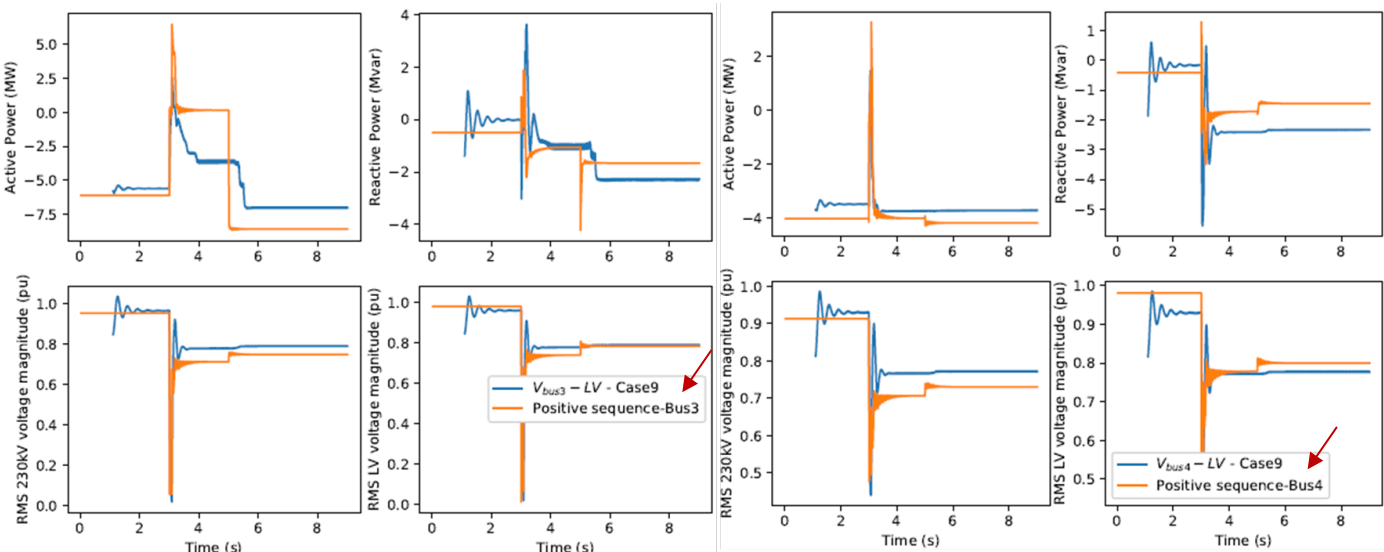 Active Power (MW)
5.0
2.5
0.0
−2.5
−5.0
−7.5
0 2 4 6 8
Reactive Power (Mvar)
4
2
0
−2
−4
0 2 4 6 8
Active Power (MW)
2
0
−2
−4
0 2 4 6 8
Reactive Power (Mvar)
1
0
−1
−2
−3
−4
−5
0 2 4 6 8
RMS 230kV voltage magnitude (pu)
1.0
0.8
0.6
0.4
0.2
0.0
0 2 4 6 8
Time (s)
RMS LV voltage magnitude (pu)
1.0
0.8
0.6
0.4
0.2
0.0
V_bus3 − LV - Case9
Positive sequence-Bus3
0 2 4 6 8
Time (s)
RMS 230kV voltage magnitude (pu)
1.0
0.9
0.8
0.7
0.6
0.5
0 2 4 6 8
Time (s)
RMS LV voltage magnitude (pu)
1.0
0.9
0.8
0.7
0.6
0.5
V_bus4 − LV - Case9
Positive sequence-Bus4
0 2 4 6 8
Time (s)